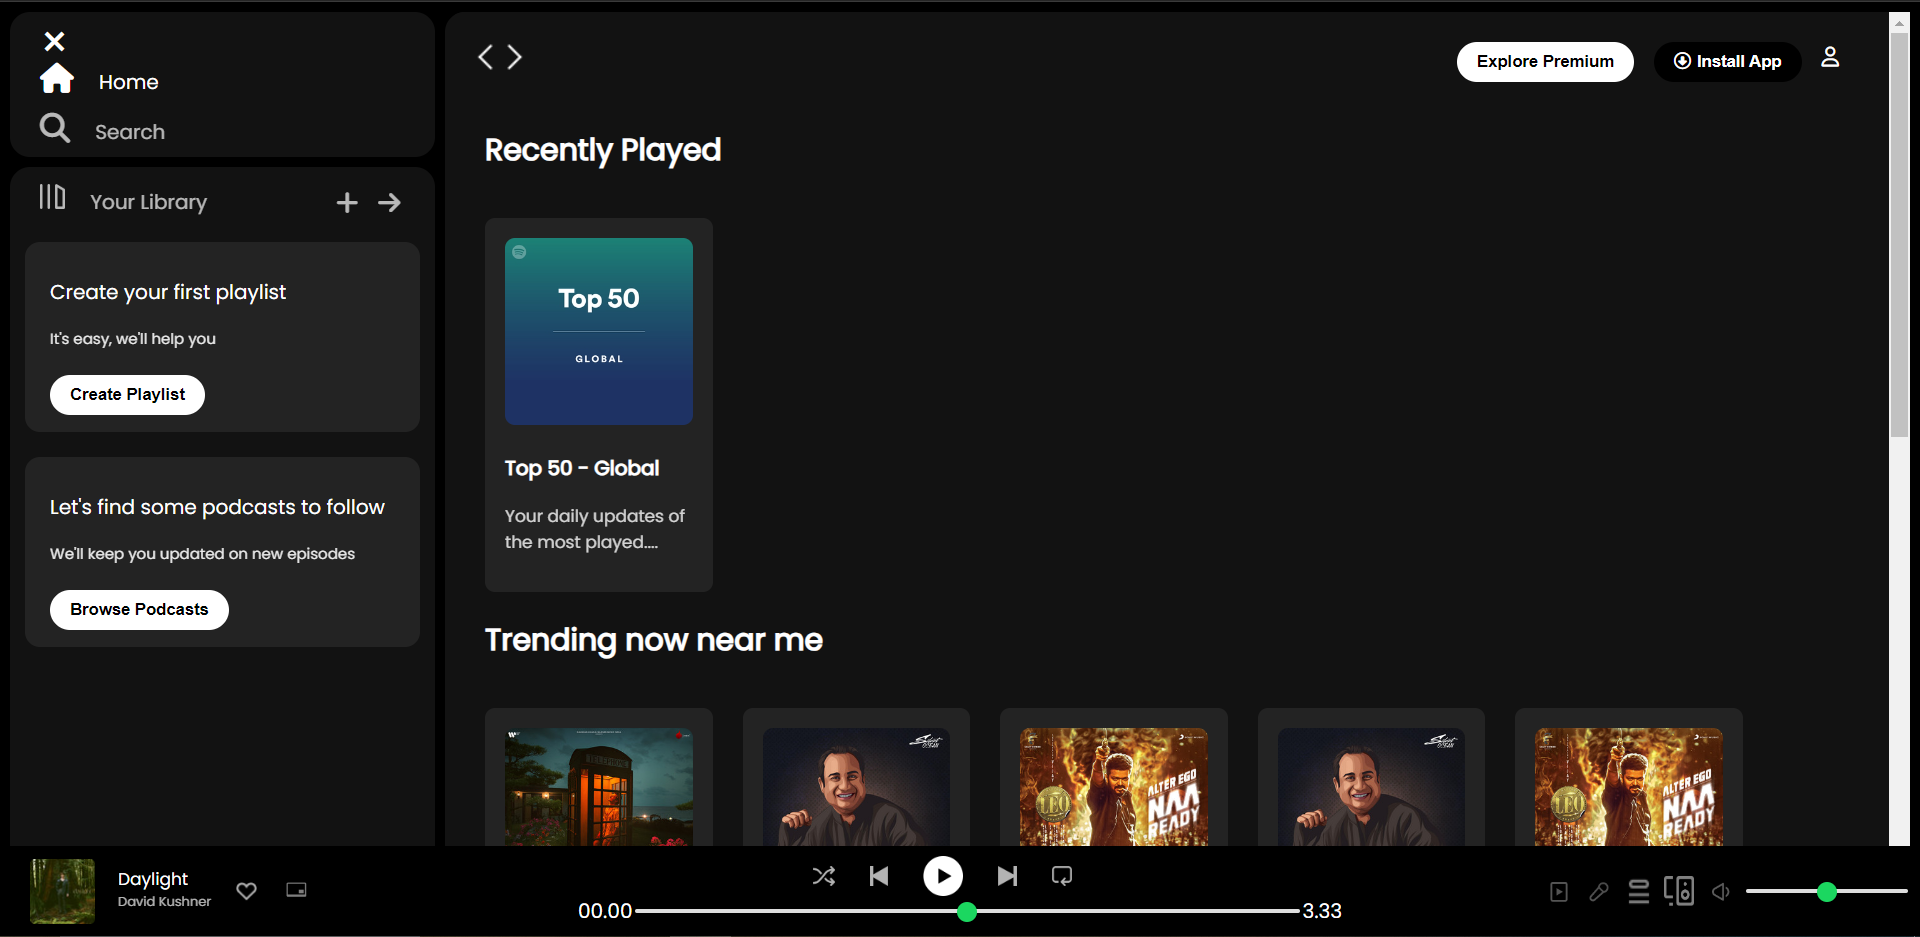 Home
Search
Your Library
Create your first playlist
It's easy, we'll help you
Create Playlist
Let's find some podcasts to follow
We'll keep you updated on new episodes
Browse Podcasts
Explore Premium
Install App
Recently Played
Top 50
GLOBAL
Top 50 - Global
Your daily updates of
the most played....
Trending now near me
TELEPHONE
LEO
ALTER EGO
NAA
READY
LEO
ALTER EGO
NAA
READY
Daylight
David Kushner
00.00
3.33